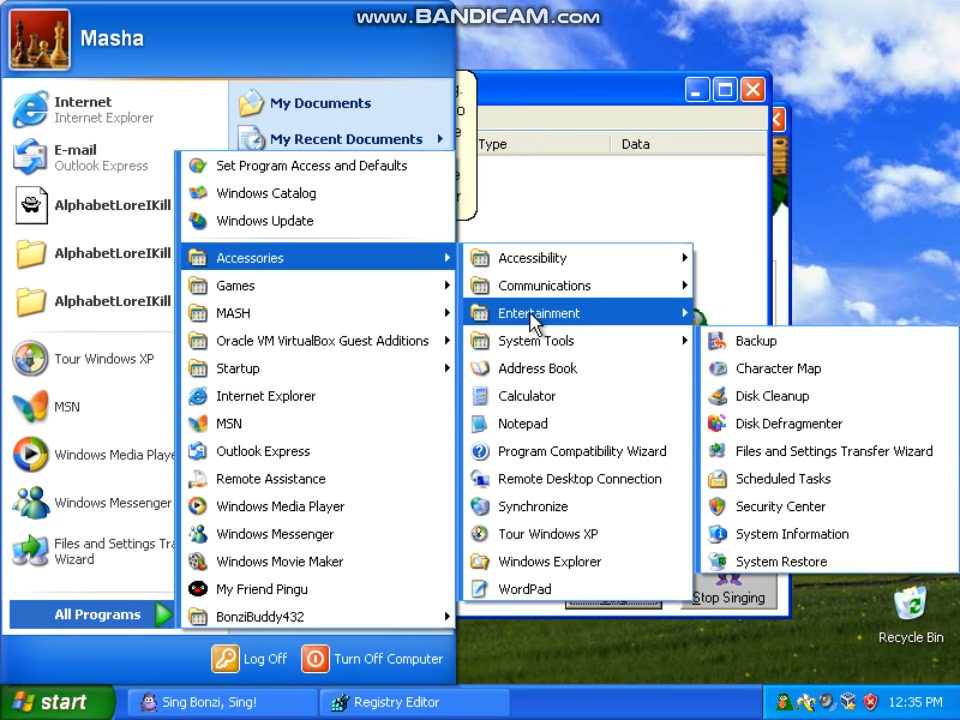 www.BANDICAM.com
Masha
Internet
Internet Explorer
E-mail
Outlook Express
AlphabetLoreIKill
AlphabetLoreIKill
AlphabetLoreIKill
Tour Windows XP
MSN
Windows Media Playe
Windows Messenger
Files and Settings Tra
Wizard
All Programs
My Documents
My Recent Documents
Set Program Access and Defaults
Windows Catalog
Windows Update
Accessories
Games
MASH
Oracle VM VirtualBox Guest Additions
Startup
Internet Explorer
MSN
Outlook Express
Remote Assistance
Windows Media Player
Windows Messenger
Windows Movie Maker
My Friend Pingu
BonziBuddy432
Type
Data
Accessibility
Communications
Entertainment
System Tools
Address Book
Calculator
Notepad
Program Compatibility Wizard
Remote Desktop Connection
Synchronize
Tour Windows XP
Windows Explorer
WordPad
Backup
Character Map
Disk Cleanup
Disk Defragmenter
Files and Settings Transfer Wizard
Scheduled Tasks
Security Center
System Information
System Restore
Stop Singing
Recycle Bin
Log Off
Turn Off Computer
start
Sing Bonzi, Sing!
Registry Editor
12:35 PM